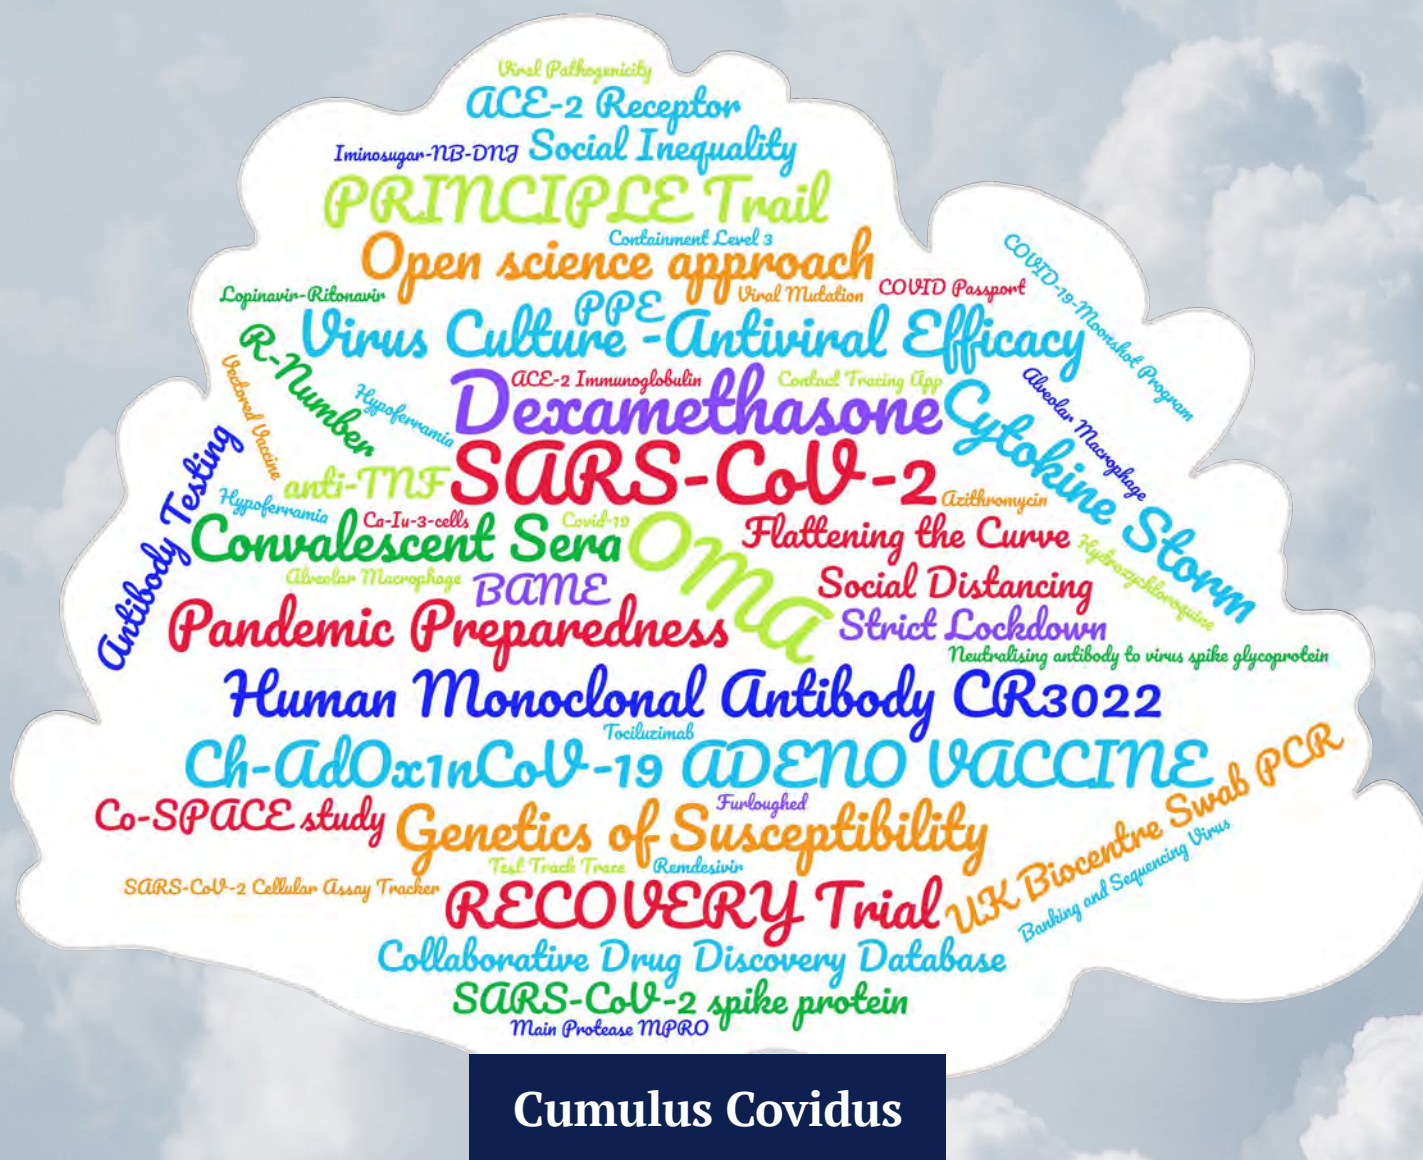 Viral Pathogenicity
ACE-2 Receptor
Iminosugar-NB-DNJ
Social Inequality
PRINCIPLE Trail
Containment Level 3
Open science approach
Lopinavir-Ritonavir
Viral Mutation
COVID Passport
COVID-19-Moonshot Program
PPE
Virus Culture -Antiviral Efficacy
R-Number
Vectored Vaccine
Hypoferramia
ACE-2 Immunoglobulin
Contact Tracing App
Alveolar Macrophage
Dexamethasone
Cytokine Storm
Antibody Testing
anti-TNF
SARS-CoV-2
Azithromycin
Hypoferramia
Ca-Iu-3-cells
Covid-19
Convalescent Sera
OMA
Flattening the Curve
Hydrozychloroquine
Alveolar Macrophage
BAME
Social Distancing
Pandemic Preparedness
Strict Lockdown
Neutralising antibody to virus spike glycoprotein
Human Monoclonal Antibody CR3022
Tociluzimab
Ch-AdOx1nCoV-19 ADENO VACCINE
Co-SPACE study
Furloughed
Genetics of Susceptibility
UK Biocentre Swab PCR
Banking and Sequencing Virus
Test Track Trace
Remdesivir
SARS-CoV-2 Cellular Assay Tracker
RECOVERY Trial
Collaborative Drug Discovery Database
SARS-CoV-2 spike protein
Main Protease MPRO
Cumulus Covidus